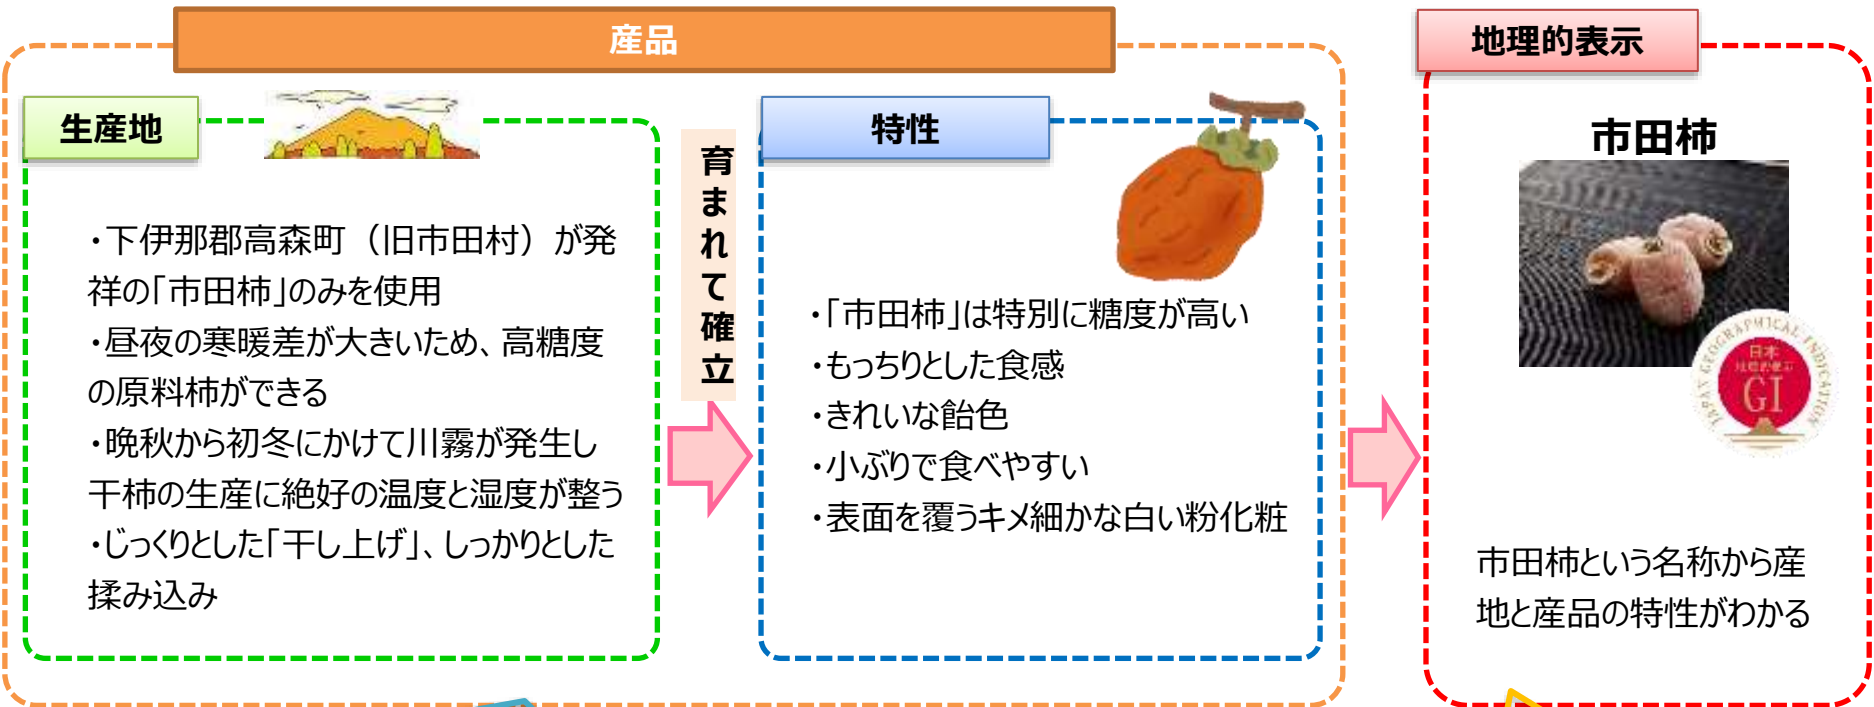 産品
生産地
・下伊那郡高森町（旧市田村）が発
祥の「市田柿」のみを使用
・昼夜の寒暖差が大きいため、高糖度
の原料柿ができる
・晩秋から初冬にかけて川霧が発生し
干柿の生産に絶好の温度と湿度が整う
・じっくりとした「干し上げ」、しっかりとした
揉み込み
育まれて確立
特性
・「市田柿」は特別に糖度が高い
・もっちりとした食感
・きれいな飴色
・小ぶりで食べやすい
・表面を覆うキメ細かな白い粉化粧
地理的表示
市田柿
JAPAN GEOGRAPHICAL INDICATION
日本
地理的表示
GI
市田柿という名称から産
地と産品の特性がわかる